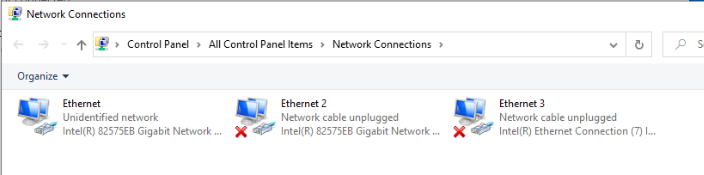 Network Connections
Control Panel > All Control Panel Items > Network Connections >
Organize
Ethernet
Unidentified network
Intel(R) 82575EB Gigabit Network ...
Ethernet 2
Network cable unplugged
Intel(R) 82575EB Gigabit Network ...
Ethernet 3
Network cable unplugged
Intel(R) Ethernet Connection (7) I...